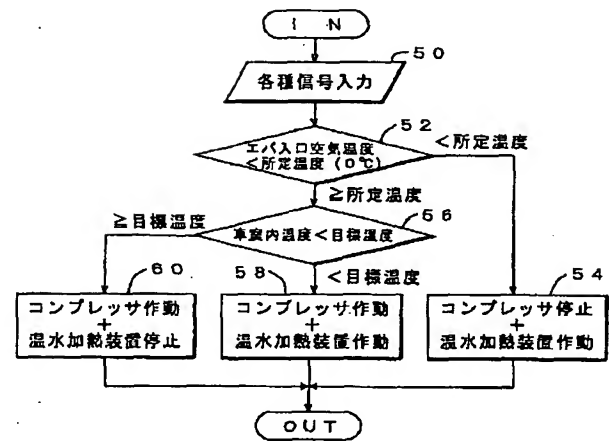 IN
50
各種信号入力
52
エバ入口空気温度
<所定温度(0℃)
<所定温度
≧所定温度
56
≧目標温度
車室内温度<目標温度
<目標温度
60
コンプレッサ作動
+
温水加熱装置停止
58
コンプレッサ作動
+
温水加熱装置作動
54
コンプレッサ停止
+
温水加熱装置作動
OUT